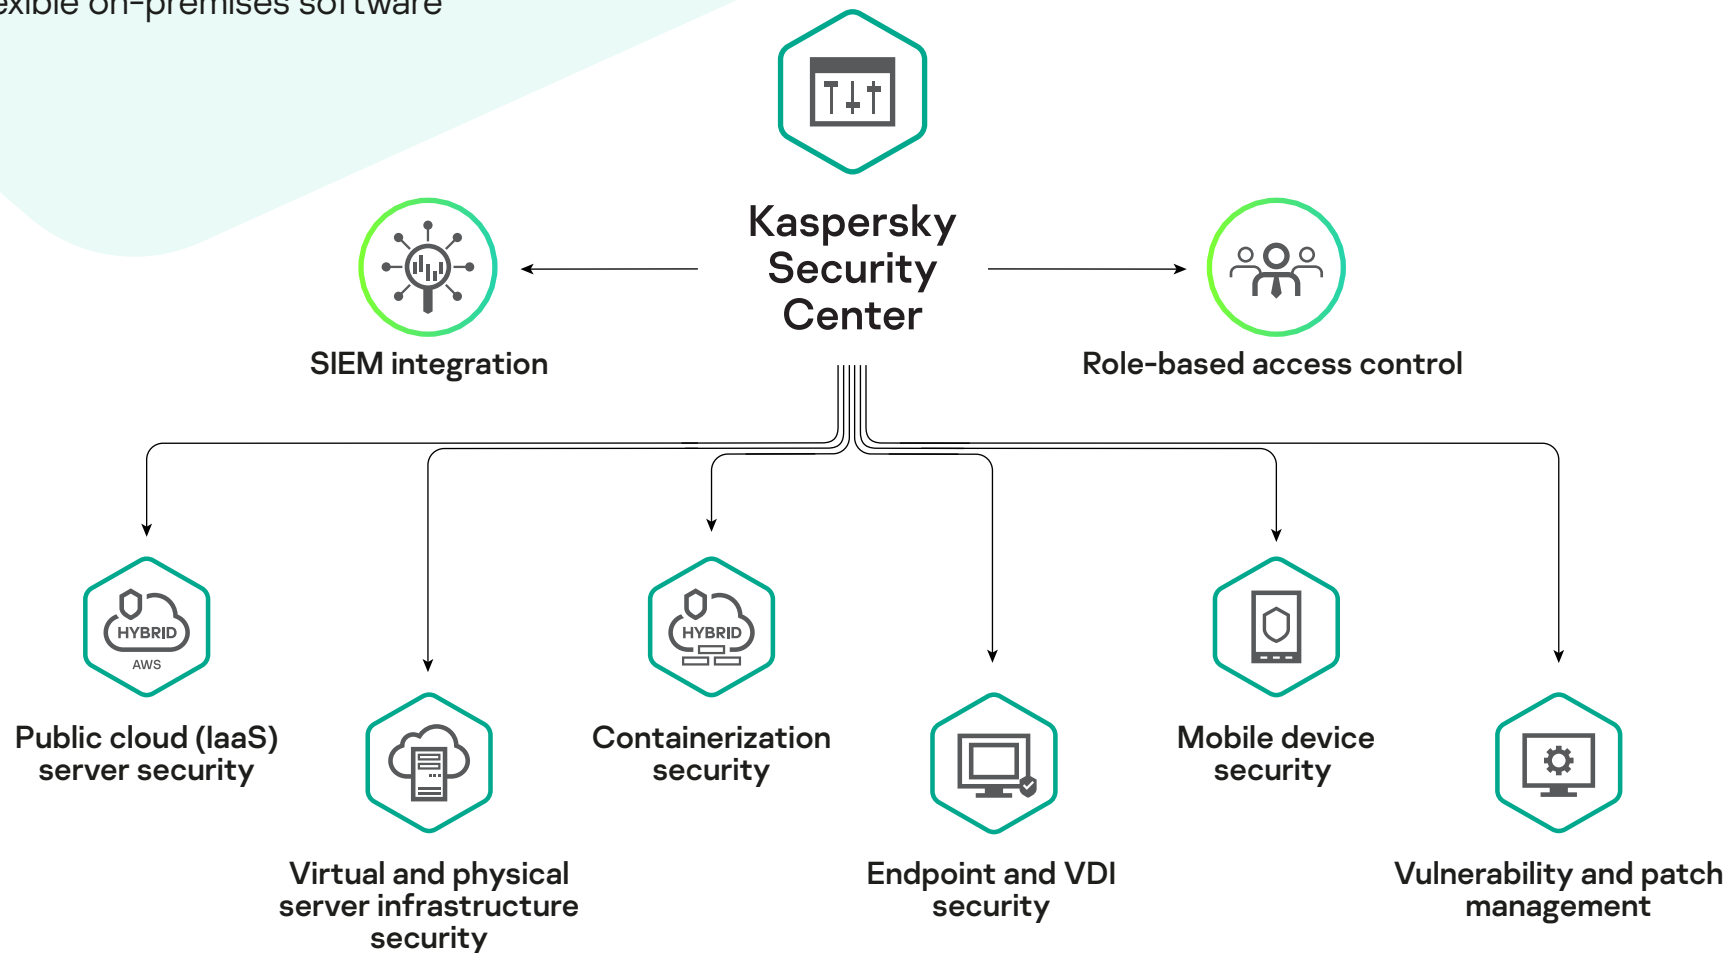 on-premises software
Kaspersky
Security
Center
SIEM integration
Role-based access control
HYBRID
AWS
Public cloud (IaaS)
server security
Virtual and physical
server infrastructure
security
HYBRID
Containerization
security
Endpoint and VDI
security
Mobile device
security
Vulnerability and patch
management